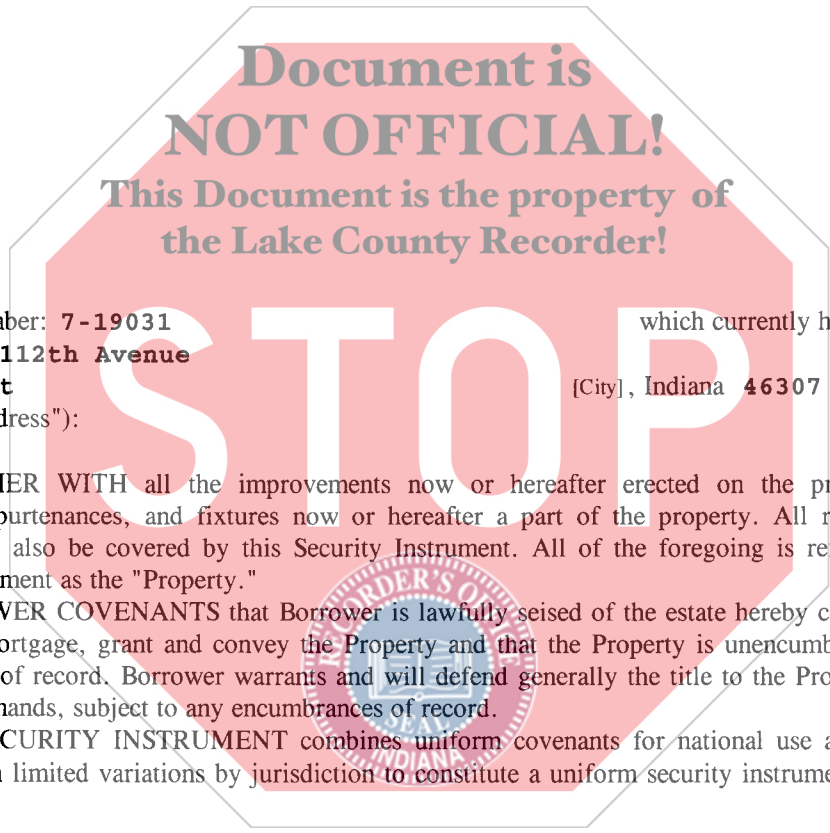 Document is
NOT OFFICIAL!
This Document is the property of
the Lake County Recorder!
STOP
ber: 7-19031 which currently h
112th Avenue
t [City], Indiana 46307
dress"):
ER WITH all the improvements now or hereafter erected on the pr
purtenances, and fixtures now or hereafter a part of the property. All r
also be covered by this Security Instrument. All of the foregoing is re
ment as the "Property."
WER COVENANTS that Borrower is lawfully seised of the estate hereby c
ortgage, grant and convey the Property and that the Property is unencumb
of record. Borrower warrants and will defend generally the title to the Pro
ands, subject to any encumbrances of record.
CURITY INSTRUMENT combines uniform covenants for national use a
limited variations by jurisdiction to constitute a uniform security instrume
RECORDER'S OFFICE
SEAL
INDIANA